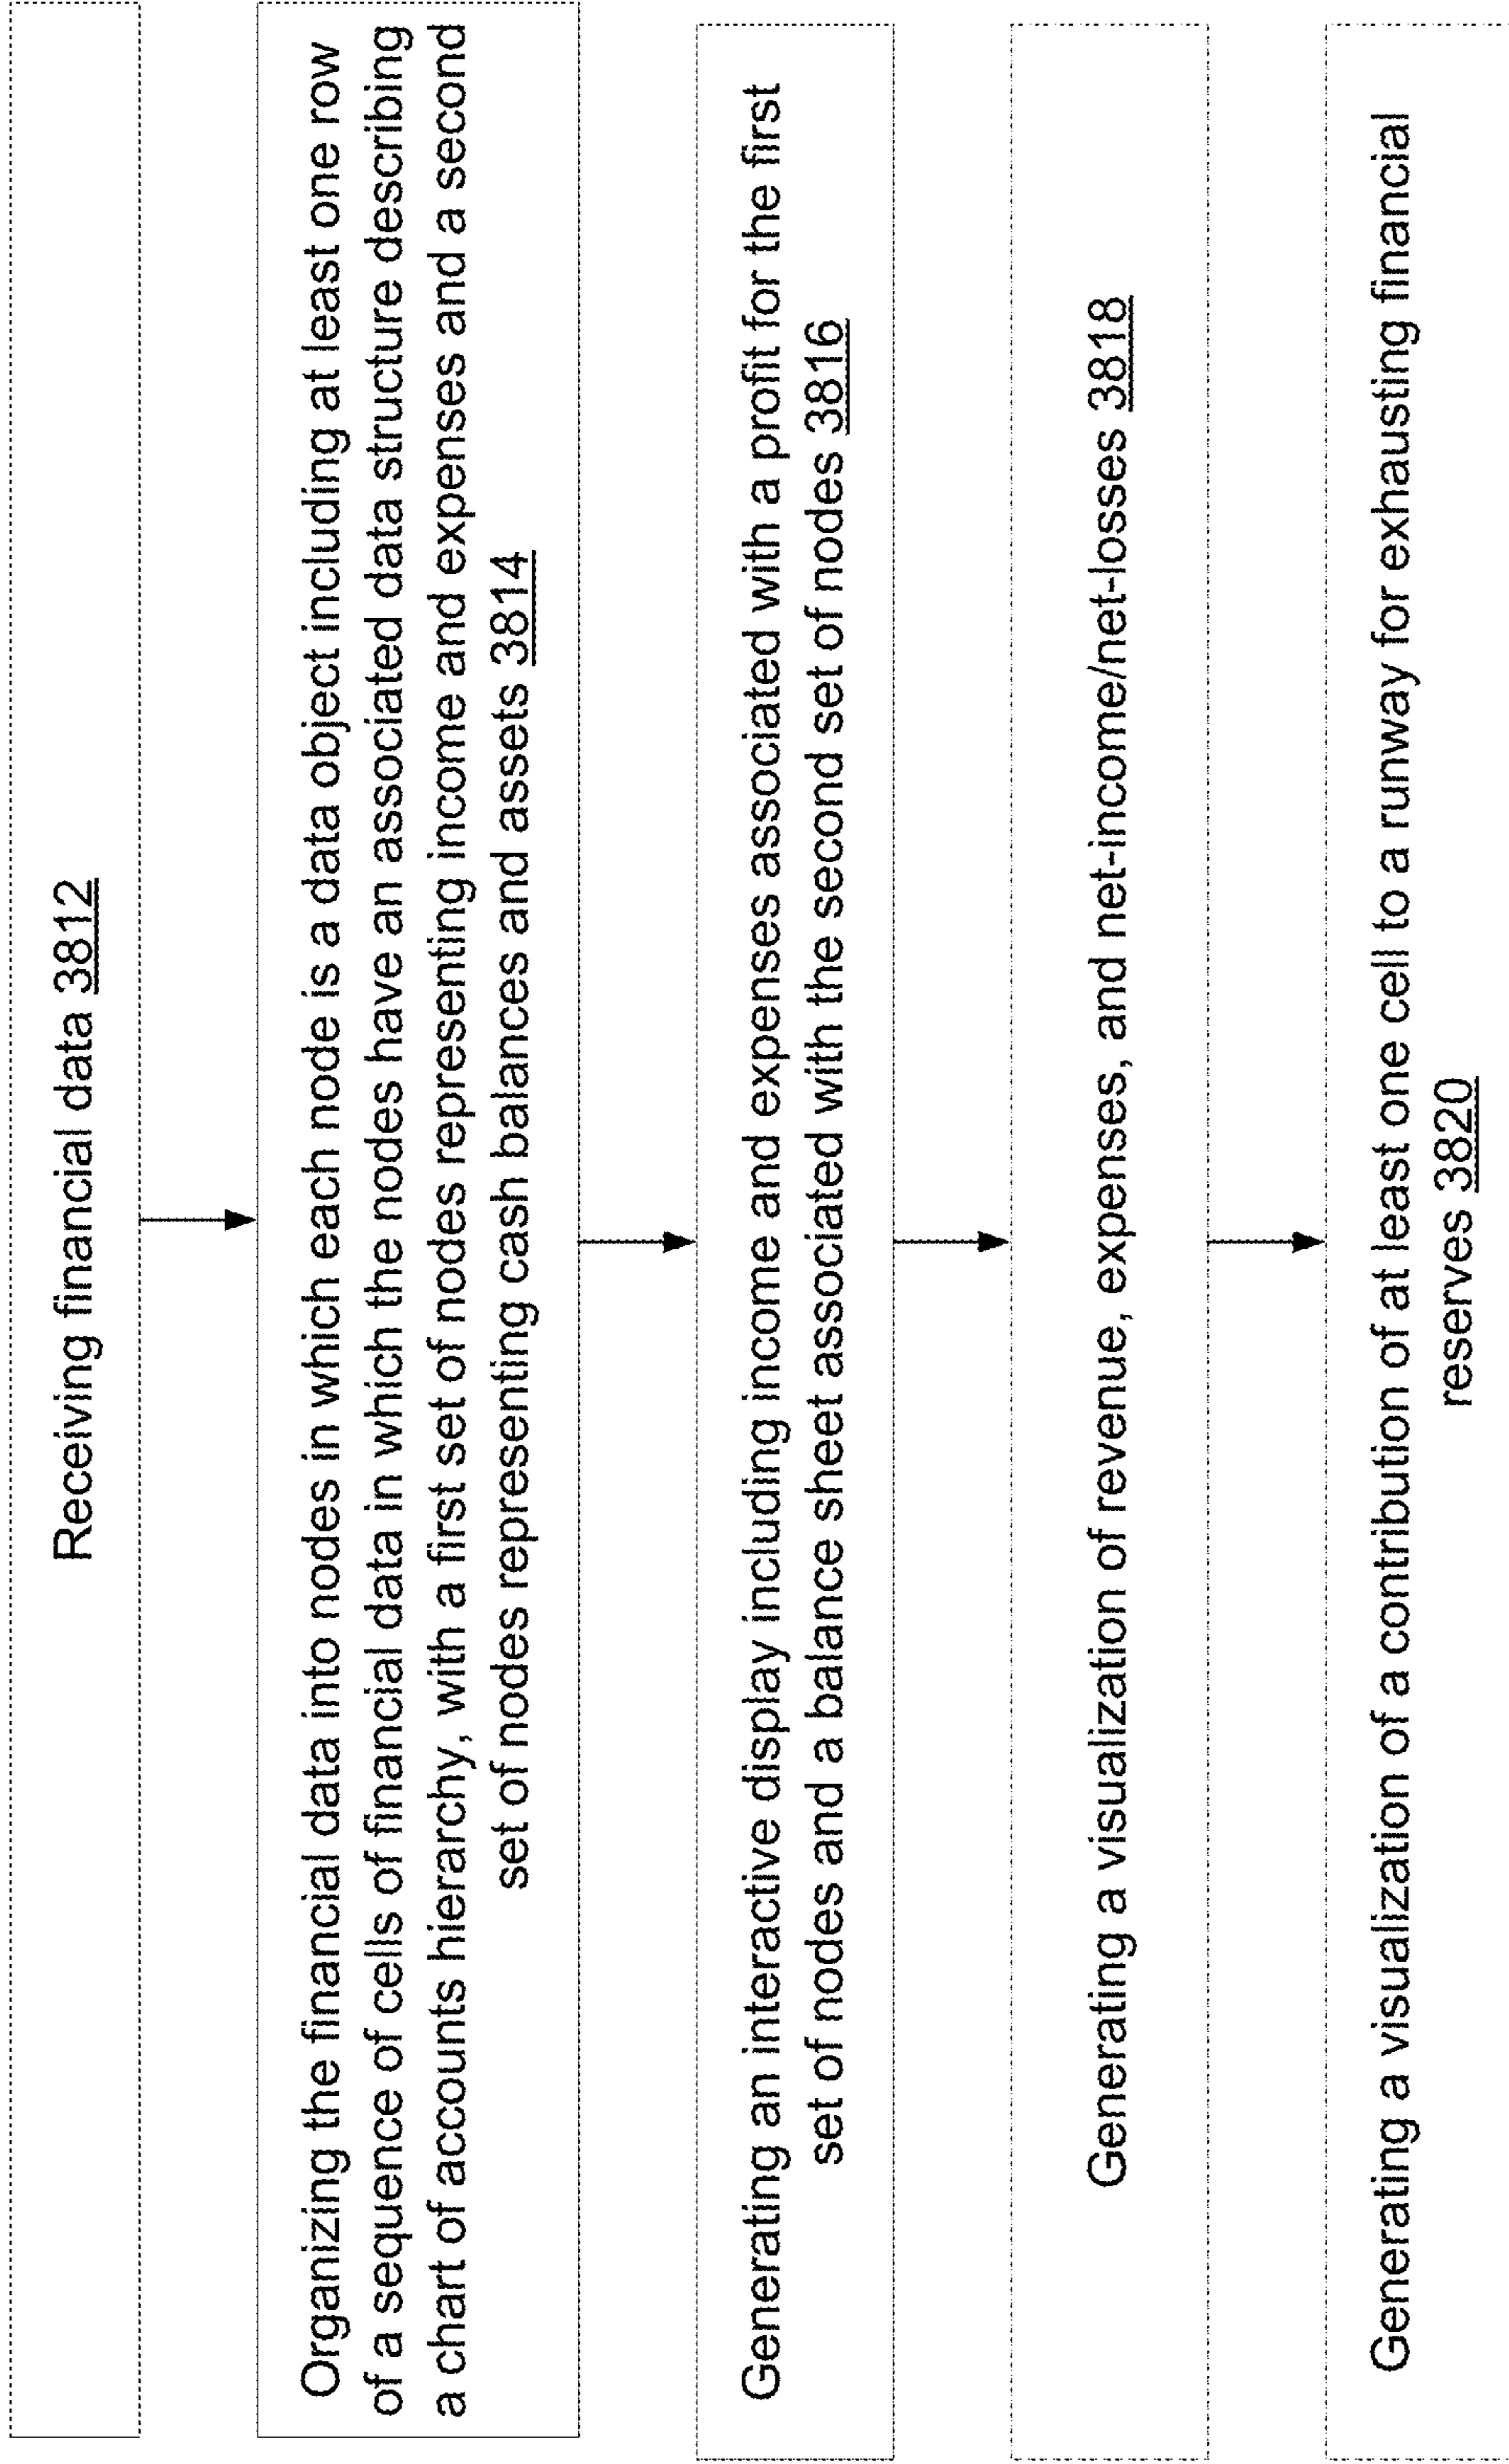 Receiving financial data 3812
Organizing the financial data into nodes in which each node is a data object including at least one row
of a sequence of cells of financial data in which the nodes have an associated data structure describing
a chart of accounts hierarchy, with a first set of nodes representing income and expenses and a second
set of nodes representing cash balances and assets 3814
Generating an interactive display including income and expenses associated with a profit for the first
set of nodes and a balance sheet associated with the second set of nodes 3816
Generating a visualization of revenue, expenses, and net-income/net-losses 3818
Generating a visualization of a contribution of at least one cell to a runway for exhausting financial
reserves 3820